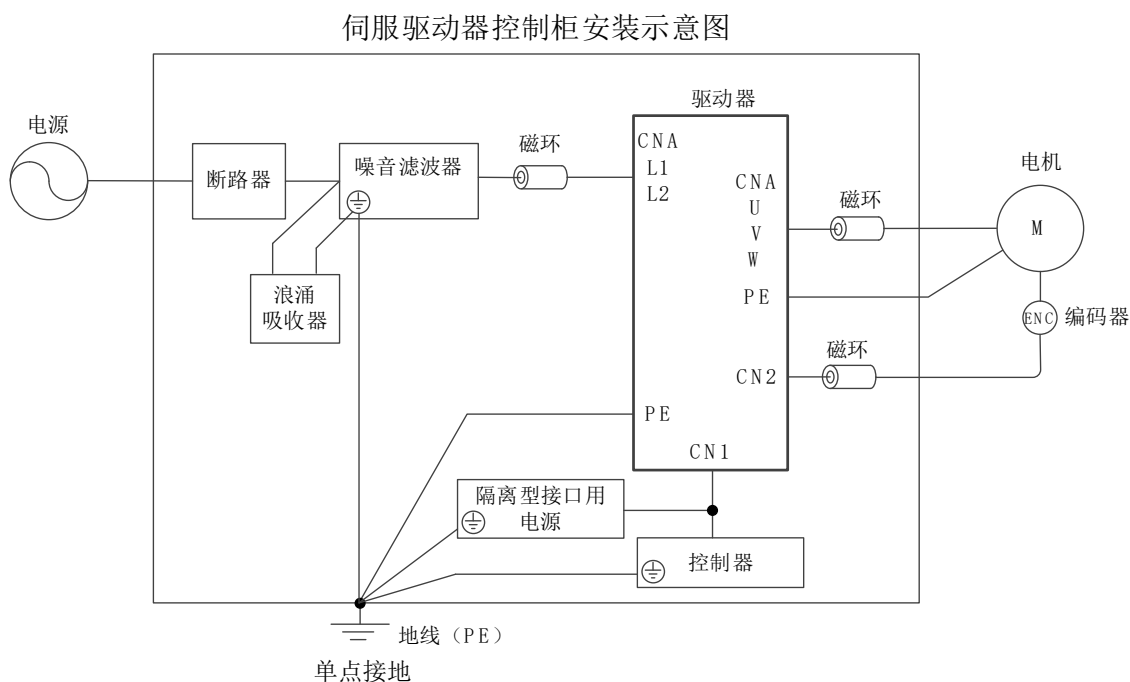 伺服驱动器控制柜安装示意图
电源
断路器
噪音滤波器
浪涌
吸收器
磁环
驱动器
CNA
L1
L2
CNA
U
V
W
PE
CN2
PE
CN1
磁环
电机
M
ENC
编码器
磁环
隔离型接口用
电源
控制器
地线（PE）
单点接地